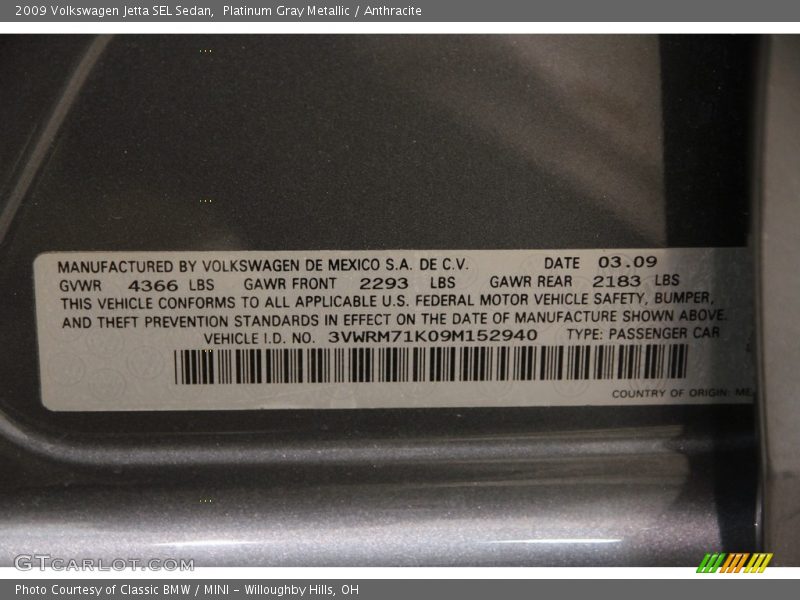 2009 Volkswagen Jetta SEL Sedan,  Platinum Gray Metallic / Anthracite
MANUFACTURED BY VOLKSWAGEN DE MEXICO S.A. DE C.V. DATE 03.09
GVWR 4366 LBS GAWR FRONT 2293 LBS GAWR REAR 2183 LBS
THIS VEHICLE CONFORMS TO ALL APPLICABLE U.S. FEDERAL MOTOR VEHICLE SAFETY, BUMPER,
AND THEFT PREVENTION STANDARDS IN EFFECT ON THE DATE OF MANUFACTURE SHOWN ABOVE.
VEHICLE I.D. NO. 3VWRM71K09M152940 TYPE: PASSENGER CAR
COUNTRY OF ORIGIN: ME
GTCarLot.com
Photo Courtesy of Classic BMW / MINI - Willoughby Hills, OH